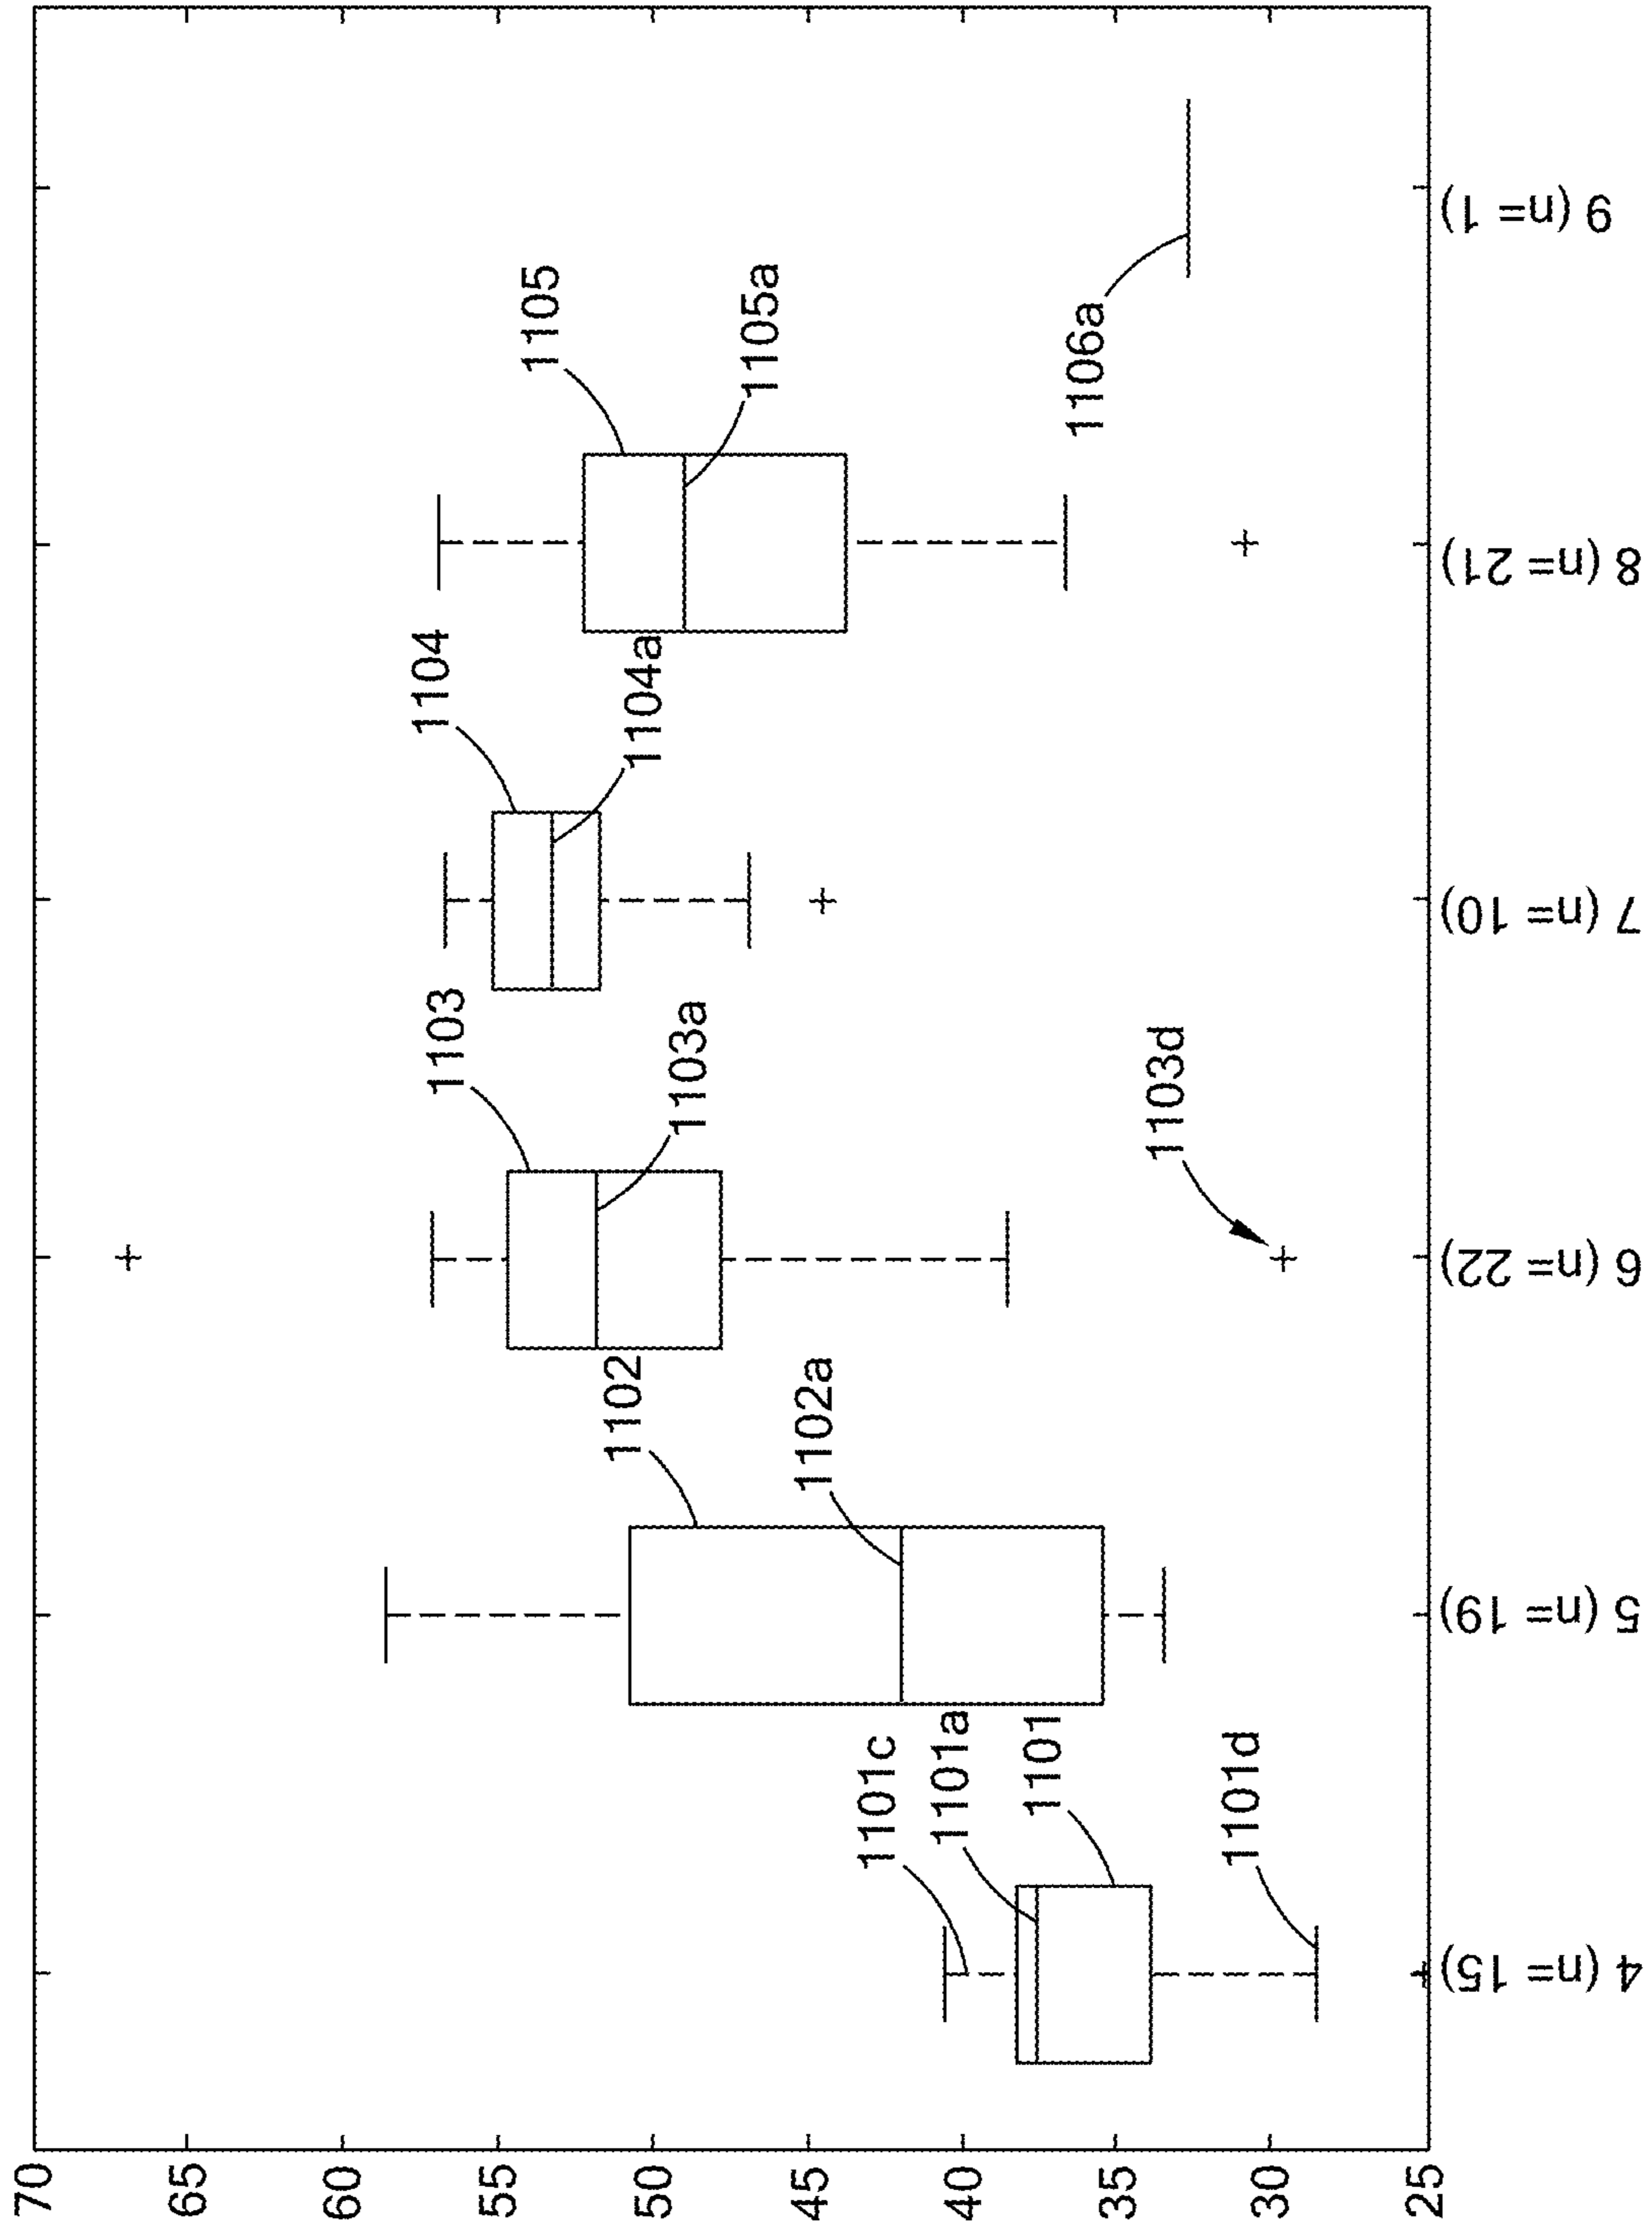 70
65
60
55
50
45
40
35
30
25
1101c
1101a
1101
1101d
1102
1102a
1103
1103a
1103d
1104
1104a
1105
1105a
1106a
4 (n= 15)
5 (n= 19)
6 (n= 22)
7 (n= 10)
8 (n= 21)
9 (n= 1)